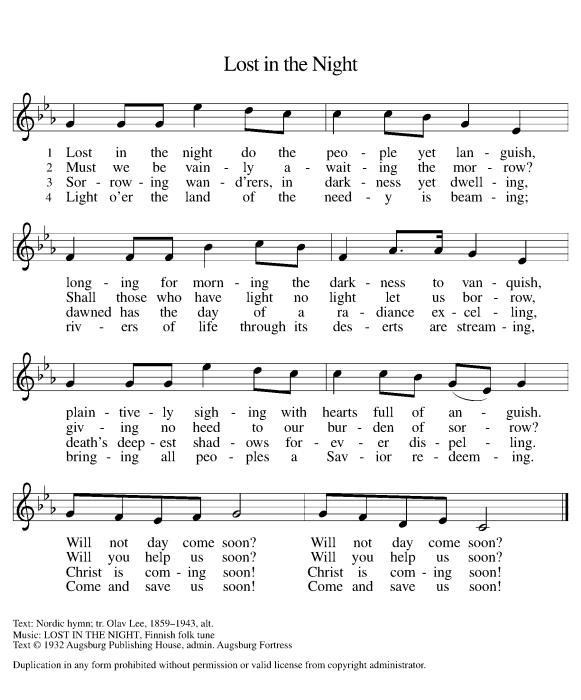 Lost in the Night
1 Lost in the night do the peo - ple yet lan - guish,
2 Must we be vain - ly a - wait - ing the mor - row?
3 Sor - row - ing wan - d'rers, in dark - ness yet dwell - ing,
4 Light o'er the land of the need - y is beam - ing;
long - ing for morn - ing the dark - ness to van - quish,
Shall those who have light no light let us bor - row,
dawned has the day of a ra - diance ex - cel - ling,
riv - ers of life through its des - erts are stream - ing,
plain - tive - ly sigh - ing with hearts full of an - guish.
giv - ing no heed to our bur - den of sor - row?
death's deep - est shad - ows for - ev - er dis - pel - ling.
bring - ing all peo - ples a Sav - ior re - deem - ing.
Will not day come soon? Will not day come soon?
Will you help us soon? Will you help us soon?
Christ is com - ing soon! Christ is com - ing soon!
Come and save us soon! Come and save us soon!
Text: Nordic hymn; tr. Olav Lee, 1859–1943, alt.
Music: LOST IN THE NIGHT, Finnish folk tune
Text © 1932 Augsburg Publishing House, admin. Augsburg Fortress
Duplication in any form prohibited without permission or valid license from copyright administrator.